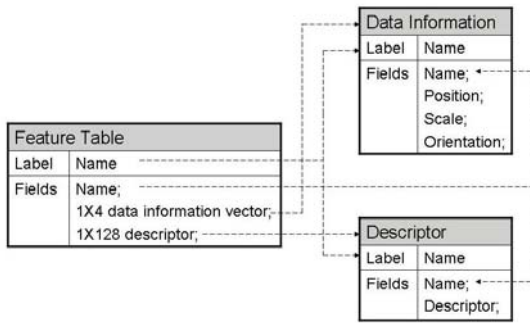 Data Information
Label Name
Fields Name;
Position;
Scale;
Orientation;
Feature Table
Label Name
Fields Name;
1X4 data information vector;
1X128 descriptor;
Descriptor
Label Name
Fields Name;
Descriptor;